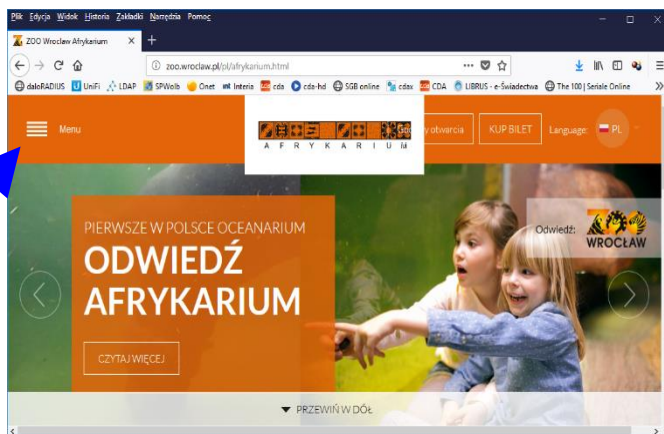 Plik Edycja Widok Historia Zakładki Narzędzia Pomoc
ZOO Wrocław Afrykarium
zoo.wroclaw.pl/pl/afrykarium.html
daloRADIUS UniFi LDAP SPWolb Onet Interia cda cda-hd SGB online cdax CDA LIBRUS - e-Świadectwa The 100 | Seriale Online
Menu
AFRYKARIUM
y otwarcia
KUP BILET
Language: PL
PIERWSZE W POLSCE OCEANARIUM
ODWIEDŹ
AFRYKARIUM
CZYTAJ WIĘCEJ
Odwiedź:
ZOO
WROCŁAW
PRZEWIŃ W DÓŁ